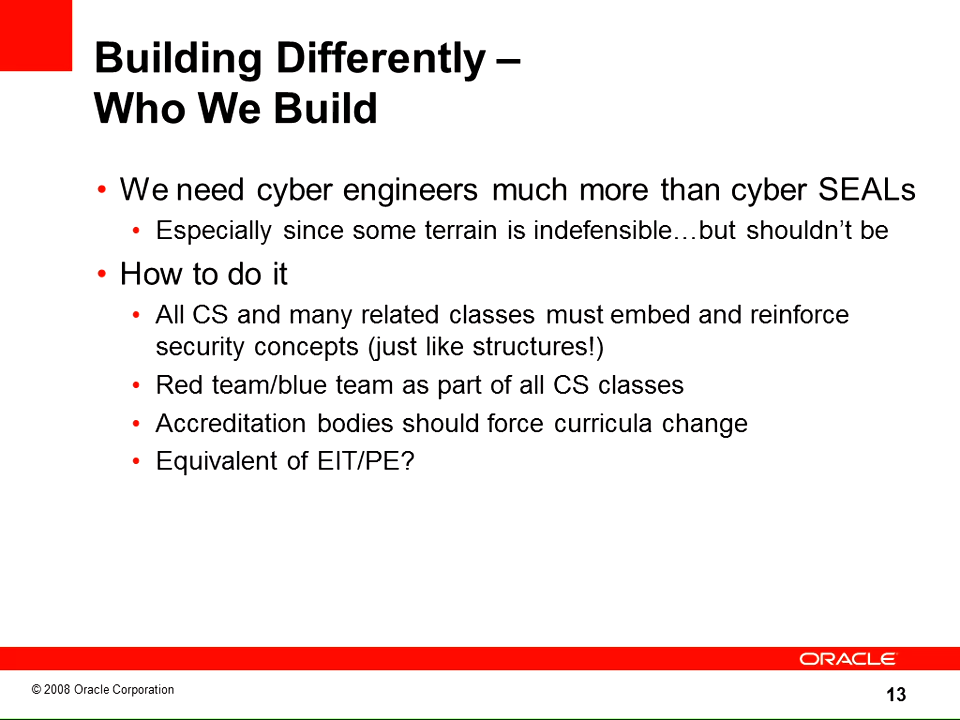 Building Differently –
Who We Build
• We need cyber engineers much more than cyber SEALs
• Especially since some terrain is indefensible…but shouldn't be
• How to do it
• All CS and many related classes must embed and reinforce
security concepts (just like structures!)
• Red team/blue team as part of all CS classes
• Accreditation bodies should force curricula change
• Equivalent of EIT/PE?
ORACLE
© 2008 Oracle Corporation
13